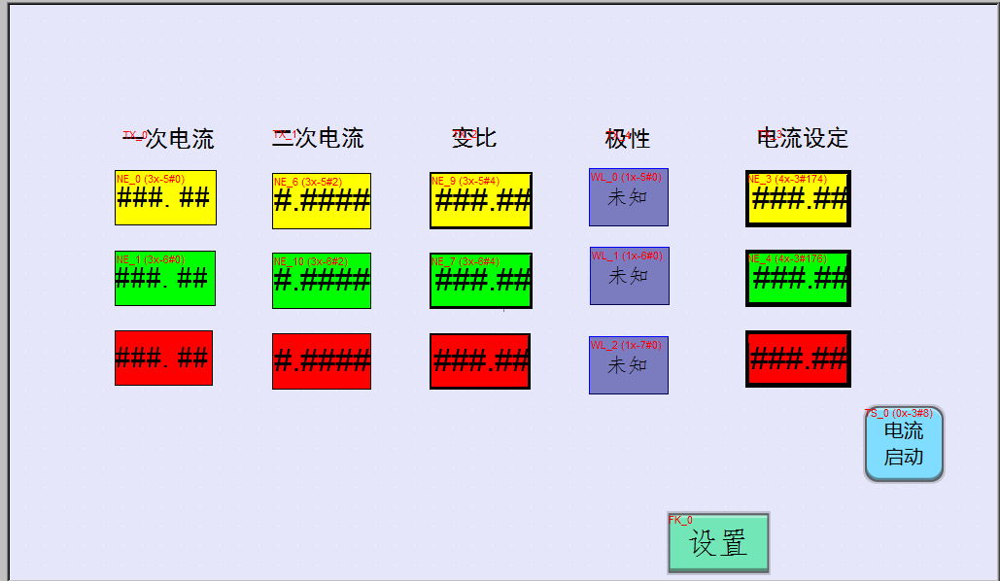 TX_0
一次电流
TX_1
二次电流
TX_2
变比
极性
TX_3
电流设定
NE_0 (3x-5#0)
###. ##
NE_6 (3x-5#2)
#.####
NE_9 (3x-5#4)
###.##
WL_0 (1x-5#0)
未知
NE_3 (4x-3#174)
###.##
NE_1 (3x-6#0)
###. ##
NE_10 (3x-6#2)
#.####
NE_7 (3x-6#4)
###.##
WL_1 (1x-6#0)
未知
NE_4 (4x-3#176)
###.##
###. ##
#.####
###.##
WL_2 (1x-7#0)
未知
###.##
TS_0 (0x-3#8)
电流
启动
FK_0
设置